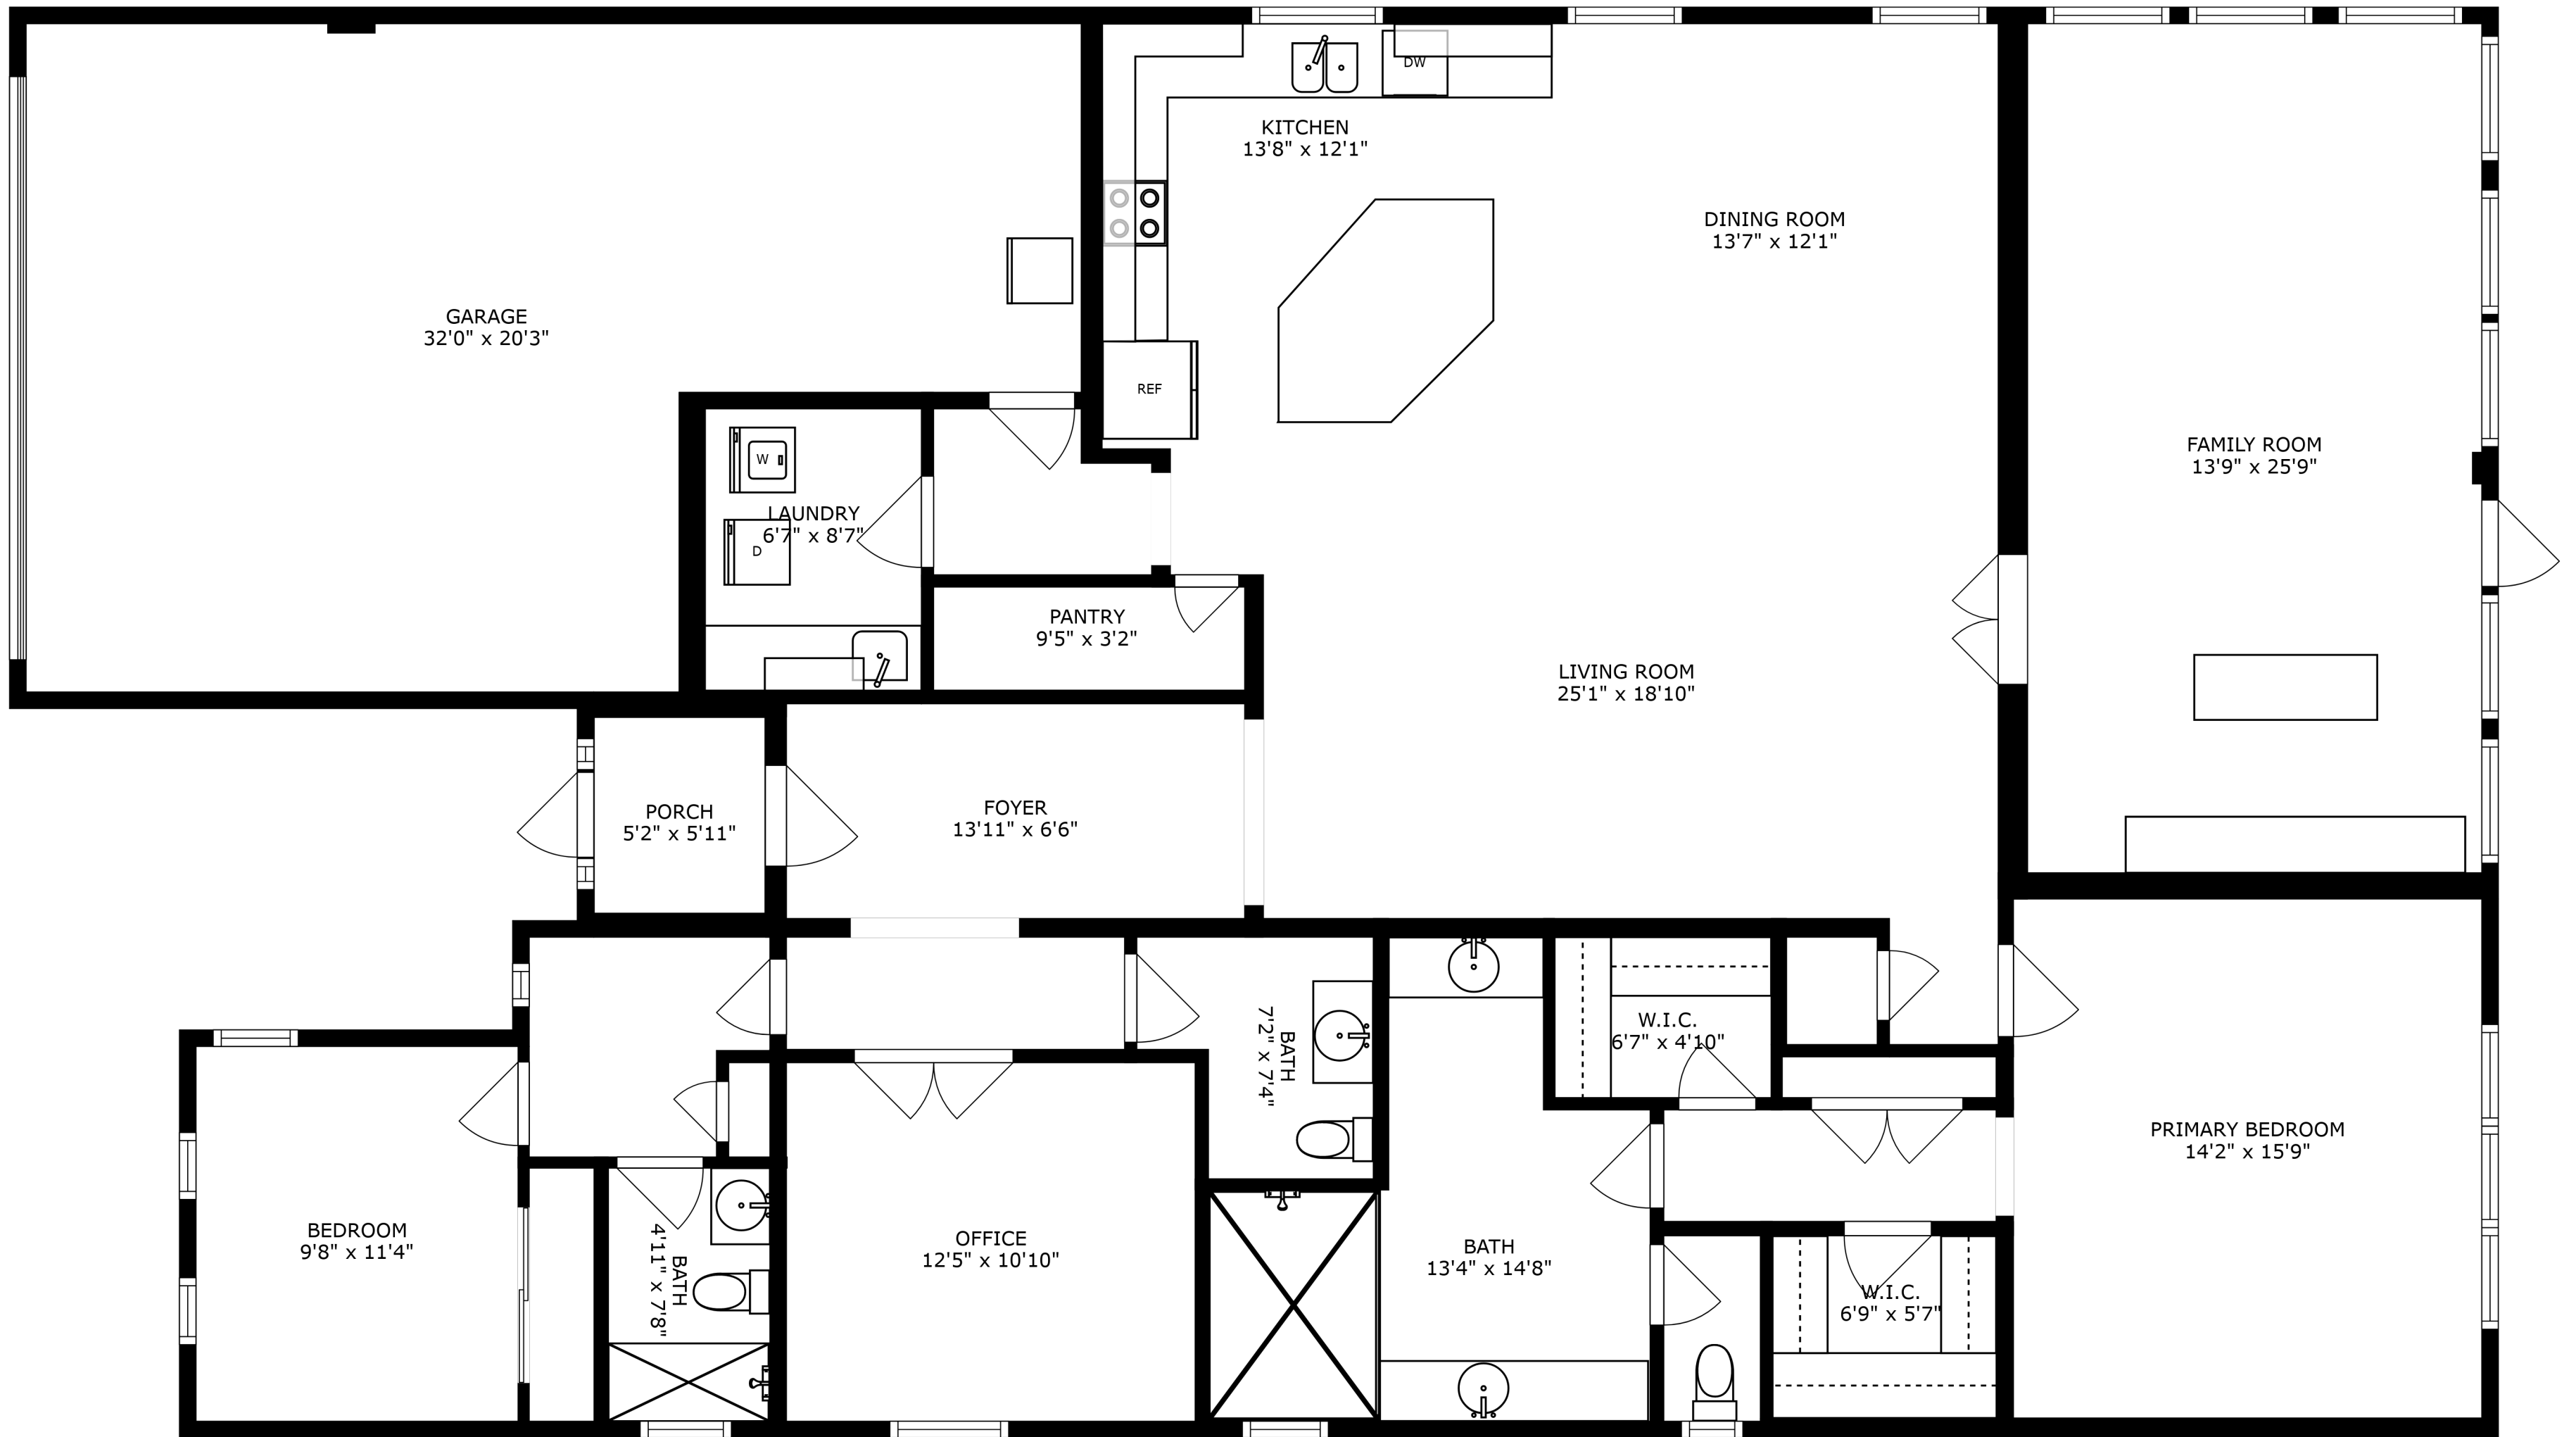 DW
KITCHEN
13'8" x 12'1"
DINING ROOM
13'7" x 12'1"
GARAGE
32'0" x 20'3"
REF
FAMILY ROOM
13'9" x 25'9"
W
LAUNDRY
6'7" x 8'7"
D
PANTRY
9'5" x 3'2"
LIVING ROOM
25'1" x 18'10"
PORCH
5'2" x 5'11"
FOYER
13'11" x 6'6"
BATH
7'2" x 7'4"
W.I.C.
6'7" x 4'10"
PRIMARY BEDROOM
14'2" x 15'9"
BEDROOM
9'8" x 11'4"
BATH
4'11" x 7'8"
OFFICE
12'5" x 10'10"
BATH
13'4" x 14'8"
W.I.C.
6'9" x 5'7"